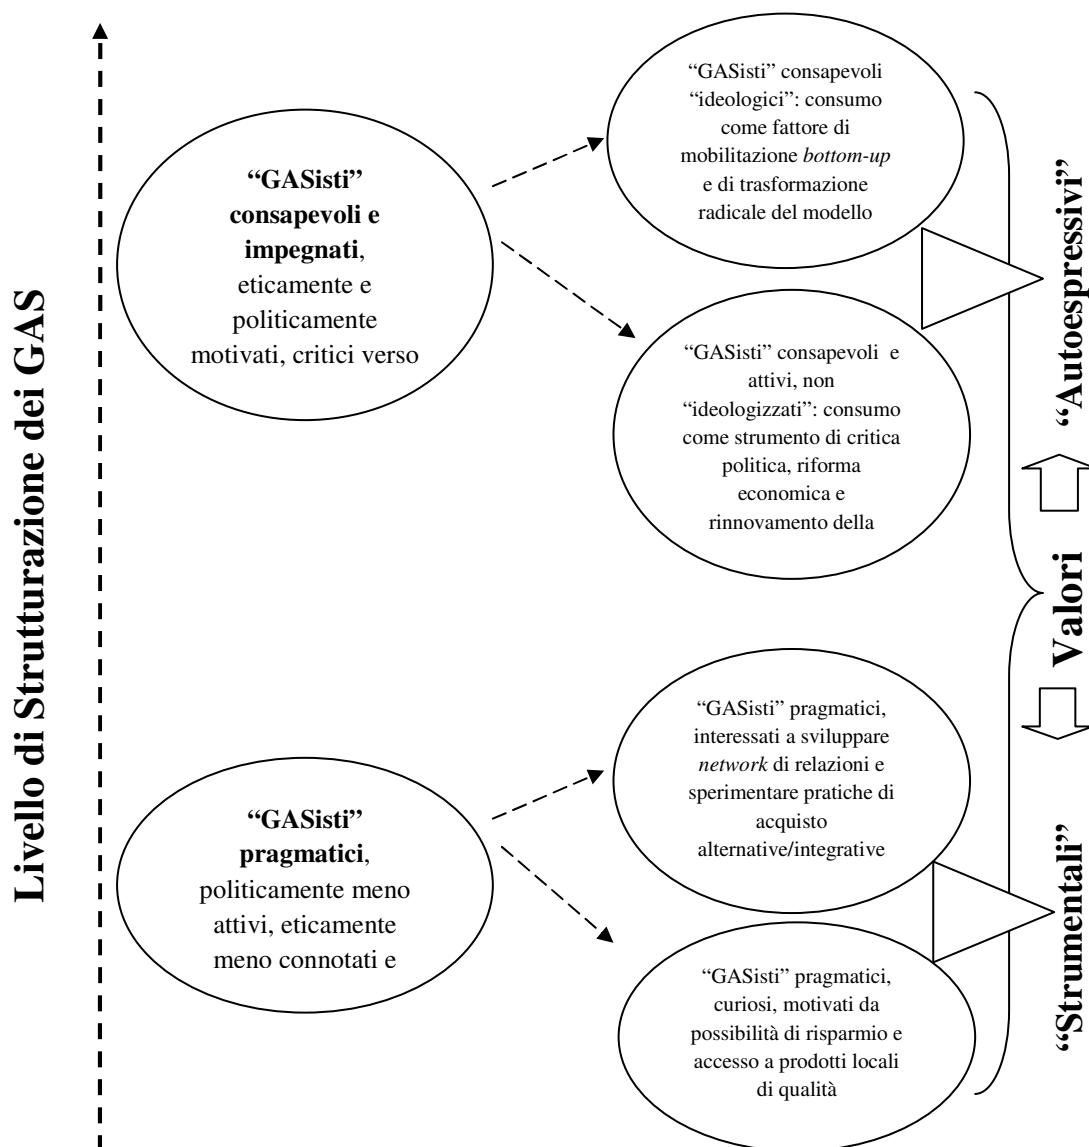 Livello di Strutturazione dei GAS
“GASisti”
consapevoli e
impegnati,
eticamente e
politicamente
motivati, critici verso
“GASisti” consapevoli
“ideologici”: consumo
come fattore di
mobilitazione bottom-up
e di trasformazione
radicale del modello
“GASisti” consapevoli e
attivi, non
“ideologizzati”: consumo
come strumento di critica
politica, riforma
economica e
rinnovamento della
“GASisti”
pragmatici,
politicamente meno
attivi, eticamente
meno connotati e
“GASisti” pragmatici,
interessati a sviluppare
network di relazioni e
sperimentare pratiche di
acquisto
alternative/integrative
“GASisti” pragmatici,
curiosi, motivati da
possibilità di risparmio e
accesso a prodotti locali
di qualità
“Autoespressivi”
Valori
“Strumentali”